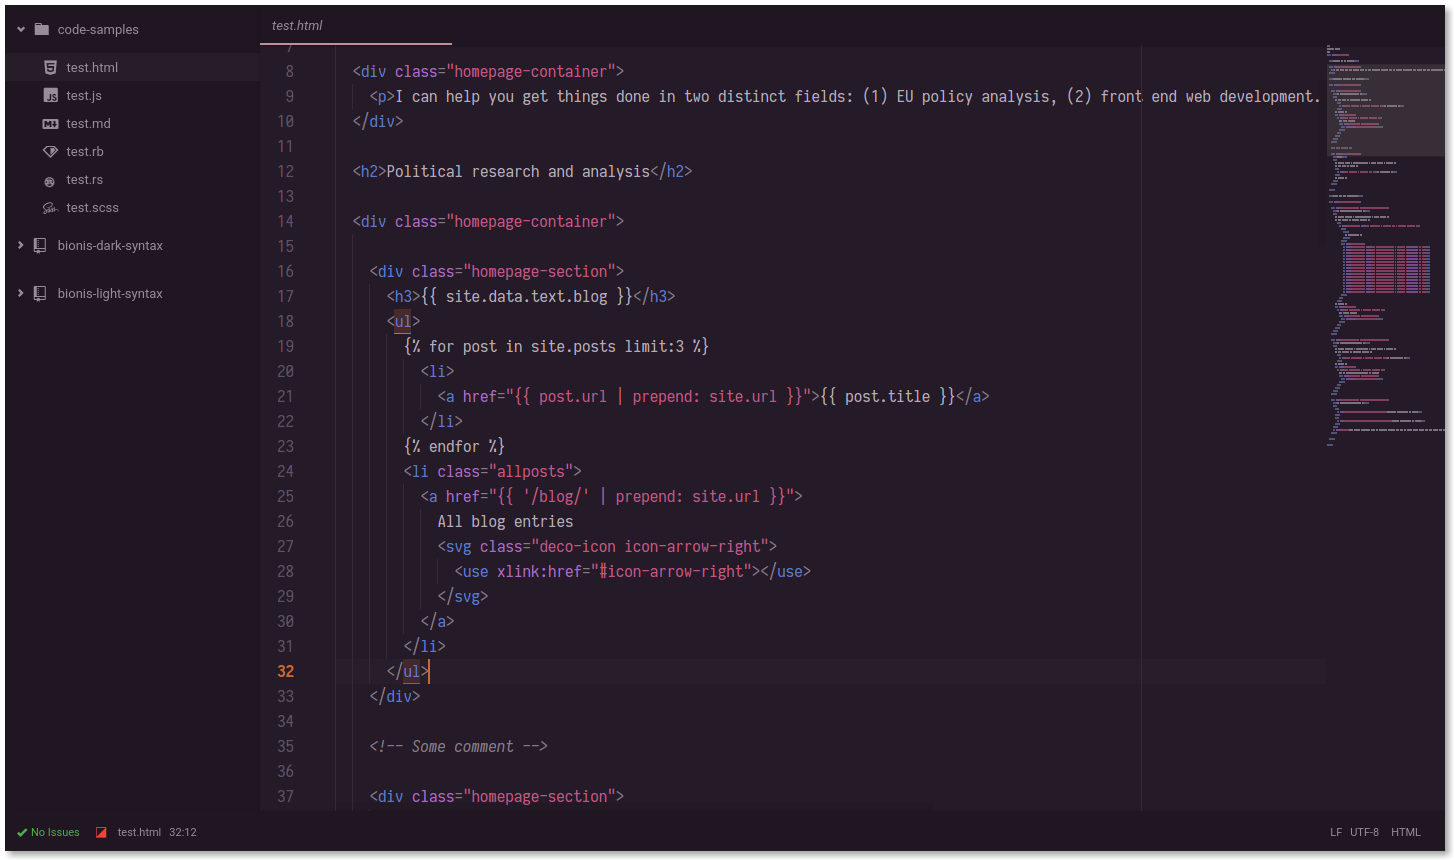 code-samples
test.html
test.js
test.md
test.rb
test.rs
test.scss
bionis-dark-syntax
bionis-light-syntax
test.html
7
8 <div class="homepage-container">
9 <p>I can help you get things done in two distinct fields: (1) EU policy analysis, (2) front end web development.
10 </div>
11
12 <h2>Political research and analysis</h2>
13
14 <div class="homepage-container">
15
16 <div class="homepage-section">
17 <h3>{{ site.data.text.blog }}</h3>
18 <ul>
19 {% for post in site.posts limit:3 %}
20 <li>
21 <a href="{{ post.url | prepend: site.url }}">{{ post.title }}</a>
22 </li>
23 {% endfor %}
24 <li class="allposts">
25 <a href="{{ '/blog/' | prepend: site.url }}">
26 All blog entries
27 <svg class="deco-icon icon-arrow-right">
28 <use xlink:href="#icon-arrow-right"></use>
29 </svg>
30 </a>
31 </li>
32 </ul>
33 </div>
34
35 <!-- Some comment -->
36
37 <div class="homepage-section">
No Issues test.html 32:12 LF UTF-8 HTML